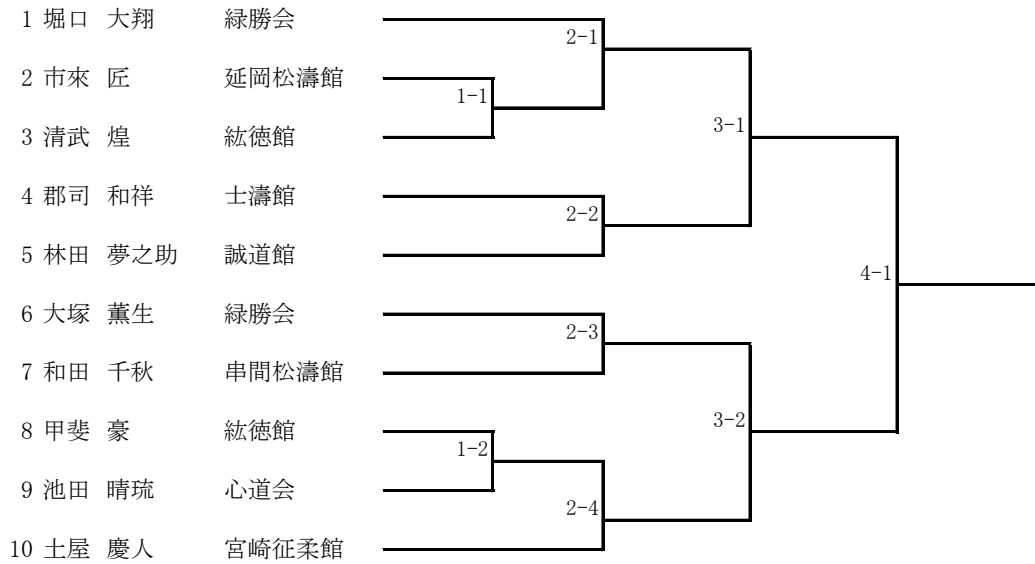 1 堀口 大翔 緑勝会
2-1
2 市來 匠 延岡松濤館
1-1
3 清武 煌 紘徳館
3-1
4 郡司 和祥 士濤館
2-2
5 林田 夢之助 誠道館
4-1
6 大塚 薫生 緑勝会
2-3
7 和田 千秋 串間松濤館
3-2
8 甲斐 豪 紘徳館
1-2
9 池田 晴琉 心道会
2-4
10 土屋 慶人 宮崎征柔館